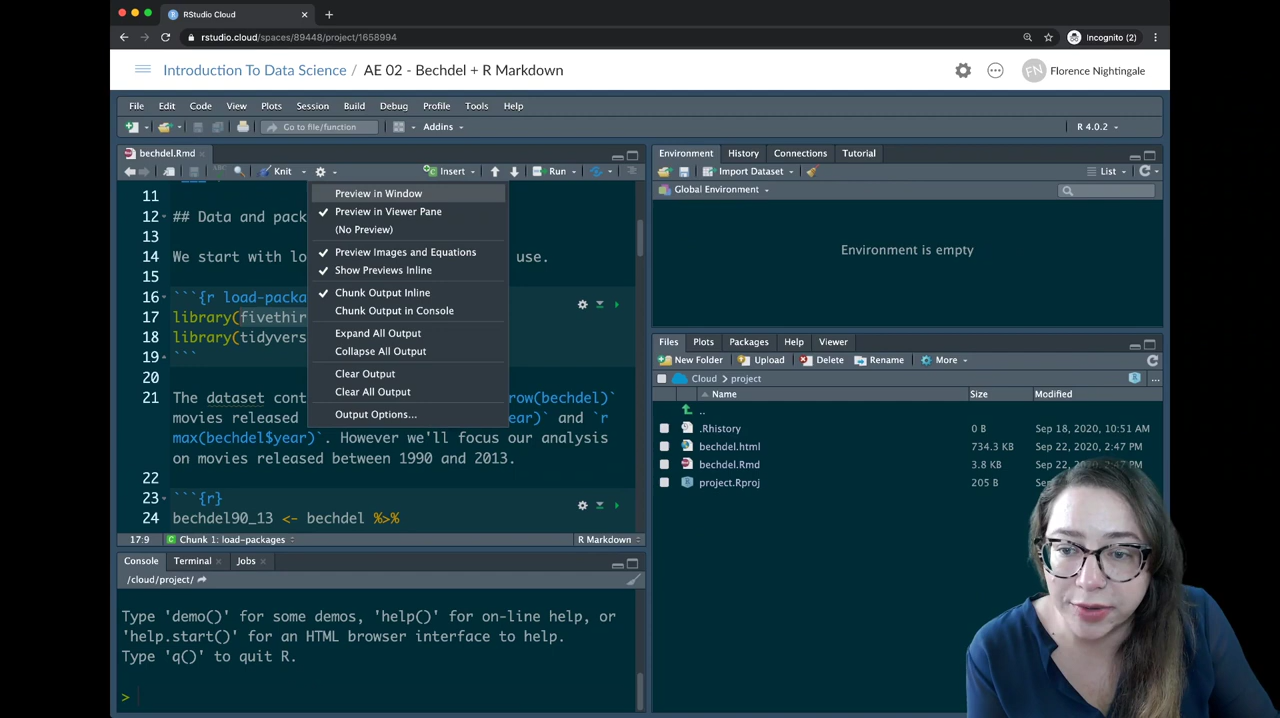 RStudio Cloud
rstudio.cloud/spaces/89448/project/1658994
Incognito (2)
Introduction To Data Science / AE 02 - Bechdel + R Markdown
FN Florence Nightingale
File Edit Code View Plots Session Build Debug Profile Tools Help
Go to file/function Addins
R 4.0.2
bechdel.Rmd
Knit Insert Run
11
12 ## Data and pack
13
14 We start with lo use.
15
16 ```{r load-packa
17 library(fivethir
18 library(tidyvers
19 ```
20
21 The dataset cont row(bechdel)`
movies released ear)` and `r
max(bechdel$year)`. However we'll focus our analysis
on movies released between 1990 and 2013.
22
23 ```{r}
24 bechdel90_13 <- bechdel %>%
17:9 Chunk 1: load-packages R Markdown
Preview in Window
Preview in Viewer Pane
(No Preview)
Preview Images and Equations
Show Previews Inline
Chunk Output Inline
Chunk Output in Console
Expand All Output
Collapse All Output
Clear Output
Clear All Output
Output Options...
Console Terminal Jobs
/cloud/project/
Type 'demo()' for some demos, 'help()' for on-line help, or
'help.start()' for an HTML browser interface to help.
Type 'q()' to quit R.
>
Environment History Connections Tutorial
Import Dataset List
Global Environment
Environment is empty
Files Plots Packages Help Viewer
New Folder Upload Delete Rename More
Cloud project
Name Size Modified
..
.Rhistory 0 B Sep 18, 2020, 10:51 AM
bechdel.html 734.3 KB Sep 22, 2020, 2:47 PM
bechdel.Rmd 3.8 KB Sep 22, 2020, 2:47 PM
project.Rproj 205 B Sep